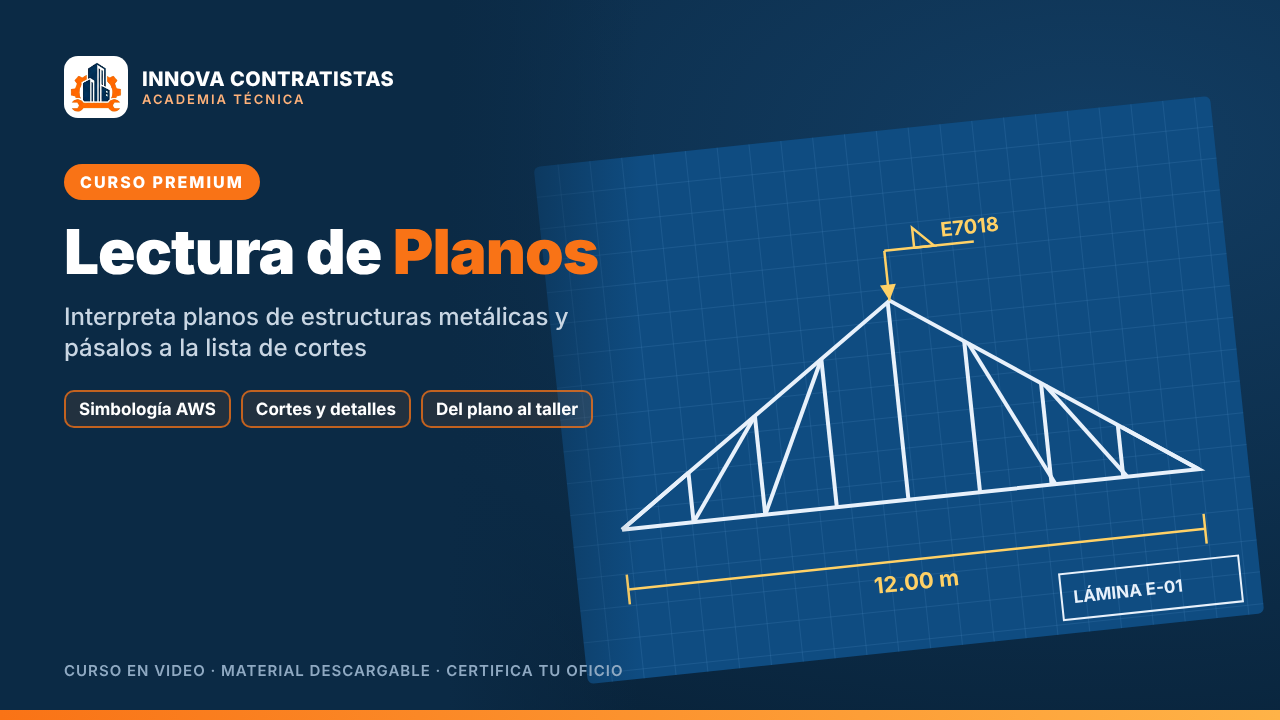 INNOVA CONTRATISTAS
ACADEMIA TÉCNICA
CURSO PREMIUM
Lectura de Planos
Interpreta planos de estructuras metálicas y
pásalos a la lista de cortes
Simbología AWS
Cortes y detalles
Del plano al taller
E7018
12.00 m
LÁMINA E-01
CURSO EN VIDEO · MATERIAL DESCARGABLE · CERTIFICA TU OFICIO